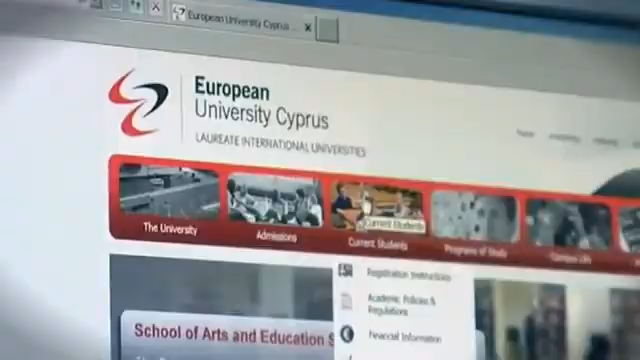 European University Cyprus ...
European
University Cyprus
LAUREATE INTERNATIONAL UNIVERSITIES
Current Students
The University
Admissions
Current Students
Programs of Study
Campus Life
Registration Instructions
Academic Policies &
Regulations
Financial Information
School of Arts and Education S